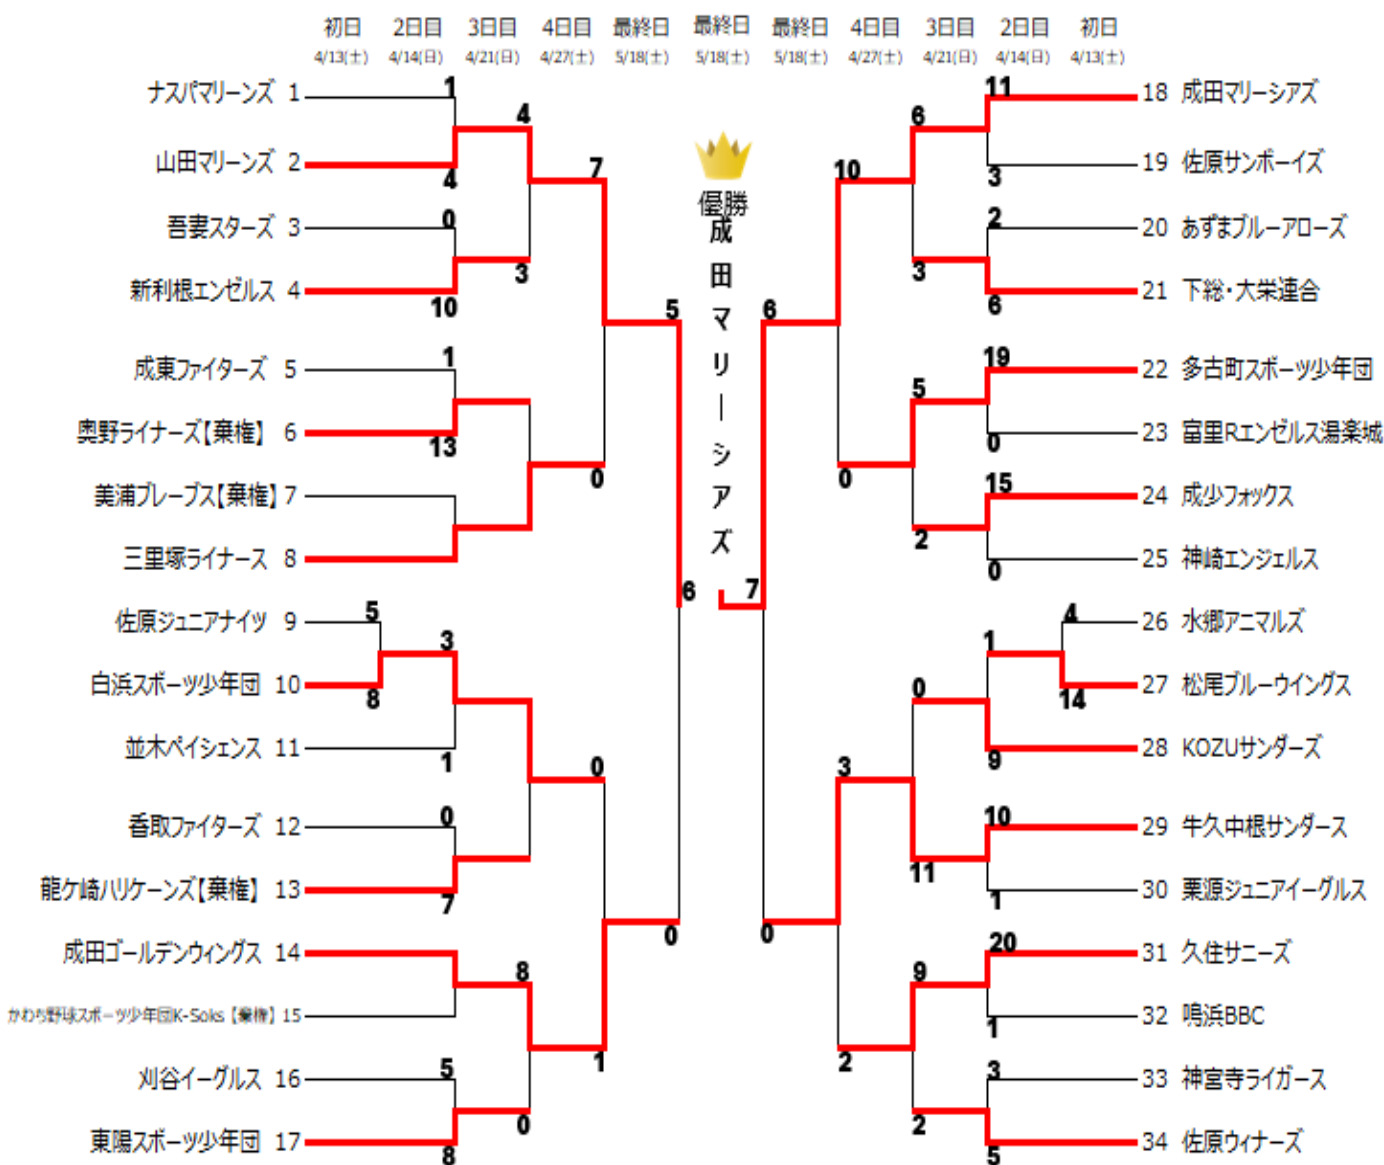 初日 2日目 3日目 4日目 最終日 最終日 最終日 4日目 3日目 2日目 初日
4/13(土) 4/14(日) 4/21(日) 4/27(土) 5/18(土) 5/18(土) 5/18(土) 4/27(土) 4/21(日) 4/14(日) 4/13(土)
優勝
成田マリーシアズ
ナスパマリーンズ 1
1
山田マリーンズ 2
4
4
吾妻スターズ 3
0
新利根エンゼルス 4
10
3
7
成東ファイターズ 5
1
奥野ライナーズ【棄権】 6
13
美浦ブレーブス【棄権】 7
三里塚ライナース 8
0
5
佐原ジュニアナイツ 9
5
白浜スポーツ少年団 10
8
3
並木ペイシェンス 11
1
香取ファイターズ 12
0
龍ケ崎ハリケーンズ【棄権】 13
7
0
成田ゴールデンウィングス 14
かわち野球スポーツ少年団K-Soks【棄権】 15
8
刈谷イーグルス 16
5
東陽スポーツ少年団 17
8
0
1
0
6
7
11
18 成田マリーシアズ
19 佐原サンボーイズ
3
6
2
20 あずまブルーアローズ
21 下総・大栄連合
6
3
10
19
22 多古町スポーツ少年団
23 富里Rエンゼルス湯楽城
0
5
15
24 成少フォックス
25 神崎エンジェルス
0
2
0
6
4
26 水郷アニマルズ
27 松尾ブルーウイングス
14
1
28 KOZUサンダーズ
9
0
10
29 牛久中根サンダース
30 栗源ジュニアイーグルス
1
11
3
20
31 久住サニーズ
32 鳴浜BBC
1
9
3
33 神宮寺ライガース
34 佐原ウィナーズ
5
2
2
0